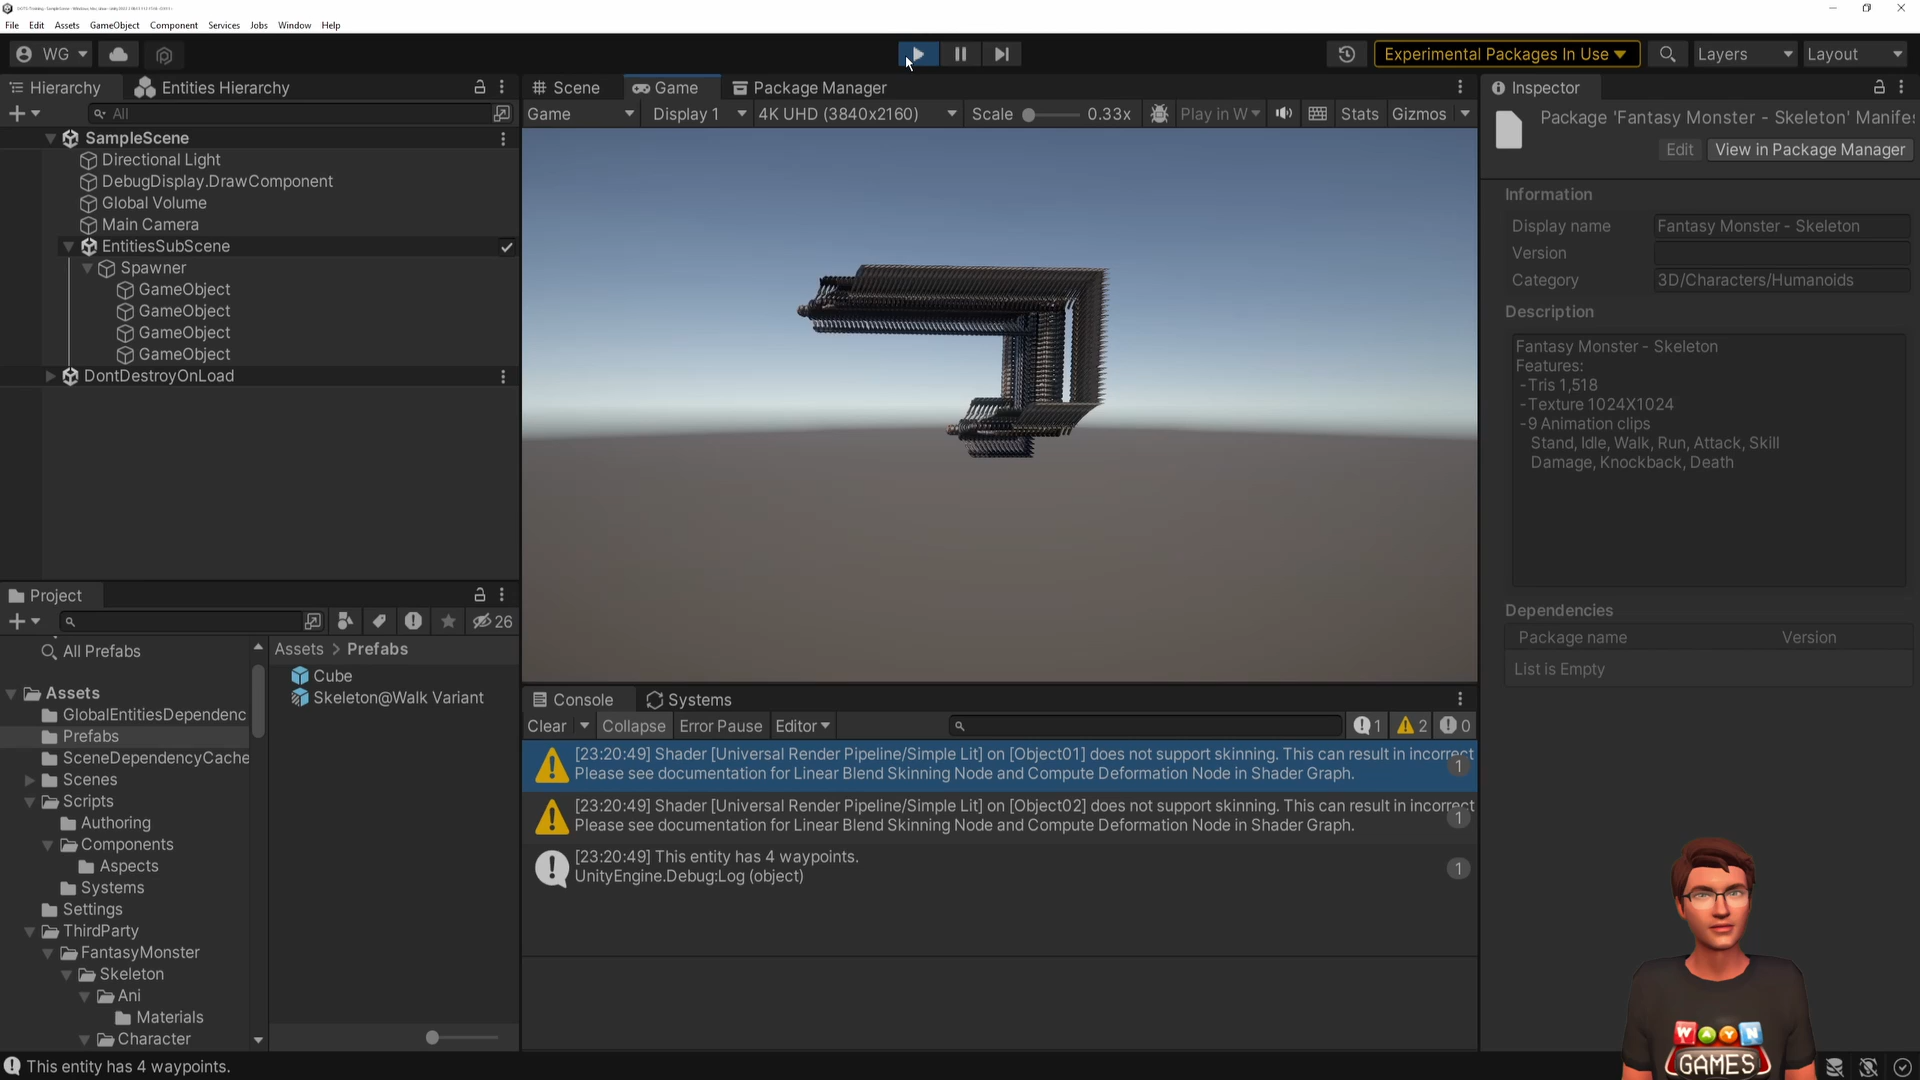 File Edit Assets GameObject Component Services Jobs Window Help
WG
Experimental Packages In Use
Layers
Layout
Hierarchy
Entities Hierarchy
All
SampleScene
Directional Light
DebugDisplay.DrawComponent
Global Volume
Main Camera
EntitiesSubScene
Spawner
GameObject
GameObject
GameObject
GameObject
DontDestroyOnLoad
Scene
Game
Package Manager
Game
Display 1
4K UHD (3840x2160)
Scale
0.33x
Play in W
Stats
Gizmos
Inspector
Package 'Fantasy Monster - Skeleton' Manifes
Edit
View in Package Manager
Information
Display name
Fantasy Monster - Skeleton
Version
Category
3D/Characters/Humanoids
Description
Fantasy Monster - Skeleton
Features:
-Tris 1,518
-Texture 1024X1024
-9 Animation clips
Stand, Idle, Walk, Run, Attack, Skill
Damage, Knockback, Death
Dependencies
Package name
Version
List is Empty
Project
26
All Prefabs
Assets
GlobalEntitiesDependenc
Prefabs
SceneDependencyCache
Scenes
Scripts
Authoring
Components
Aspects
Systems
Settings
ThirdParty
FantasyMonster
Skeleton
Ani
Materials
Character
Assets > Prefabs
Cube
Skeleton@Walk Variant
Console
Systems
Clear
Collapse
Error Pause
Editor
1
2
0
[23:20:49] Shader [Universal Render Pipeline/Simple Lit] on [Object01] does not support skinning. This can result in incorrect
Please see documentation for Linear Blend Skinning Node and Compute Deformation Node in Shader Graph.
1
[23:20:49] Shader [Universal Render Pipeline/Simple Lit] on [Object02] does not support skinning. This can result in incorrect
Please see documentation for Linear Blend Skinning Node and Compute Deformation Node in Shader Graph.
1
[23:20:49] This entity has 4 waypoints.
UnityEngine.Debug:Log (object)
1
WAYN
GAMES
This entity has 4 waypoints.